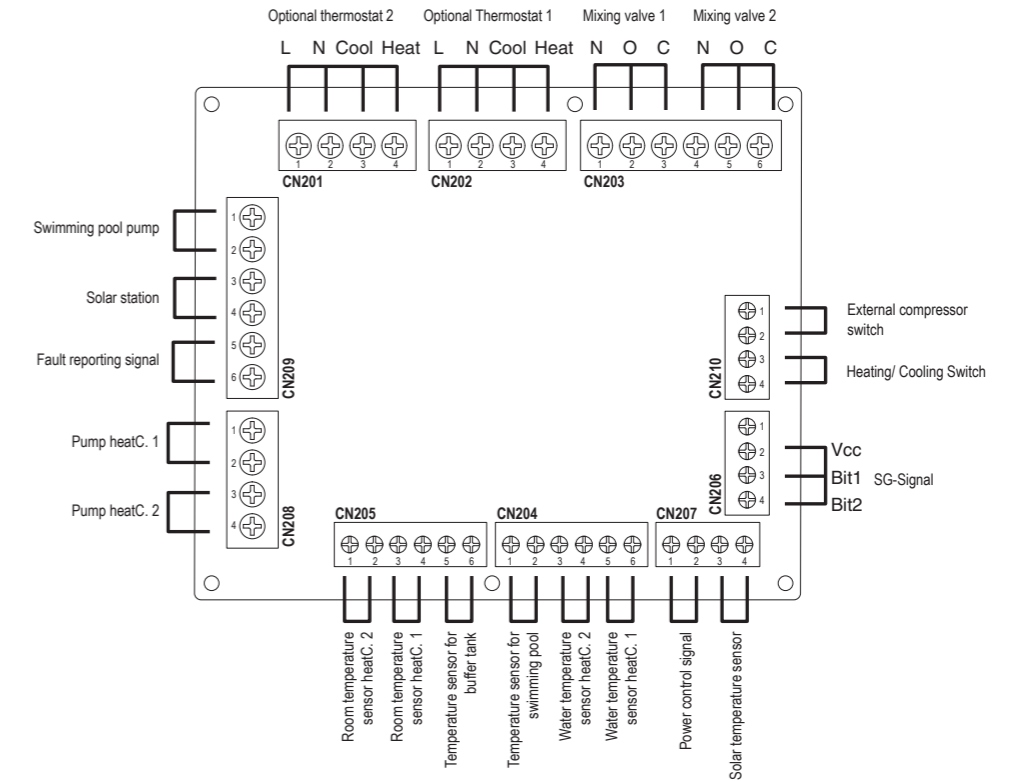 Optional thermostat 2
Optional Thermostat 1
Mixing valve 1
Mixing valve 2
L N Cool Heat
L N Cool Heat
N O C
N O C
1 2 3 4
CN201
1 2 3 4
CN202
1 2 3 4 5 6
CN203
Swimming pool pump
Solar station
Fault reporting signal
1
2
3
4
5
6
CN209
Pump heatC. 1
Pump heatC. 2
1
2
3
4
CN208
1
2
3
4
CN210
External compressor
switch
Heating/ Cooling Switch
1
2
3
4
CN206
Vcc
Bit1
Bit2
SG-Signal
CN205
1 2 3 4 5 6
CN204
1 2 3 4 5 6
CN207
1 2 3 4
Room temperature
sensor heatC. 2
Room temperature
sensor heatC. 1
Temperature sensor for
buffer tank
Temperature sensor for
swimming pool
Water temperature
sensor heatC. 2
Water temperature
sensor heatC. 1
Power control signal
Solar temperature sensor